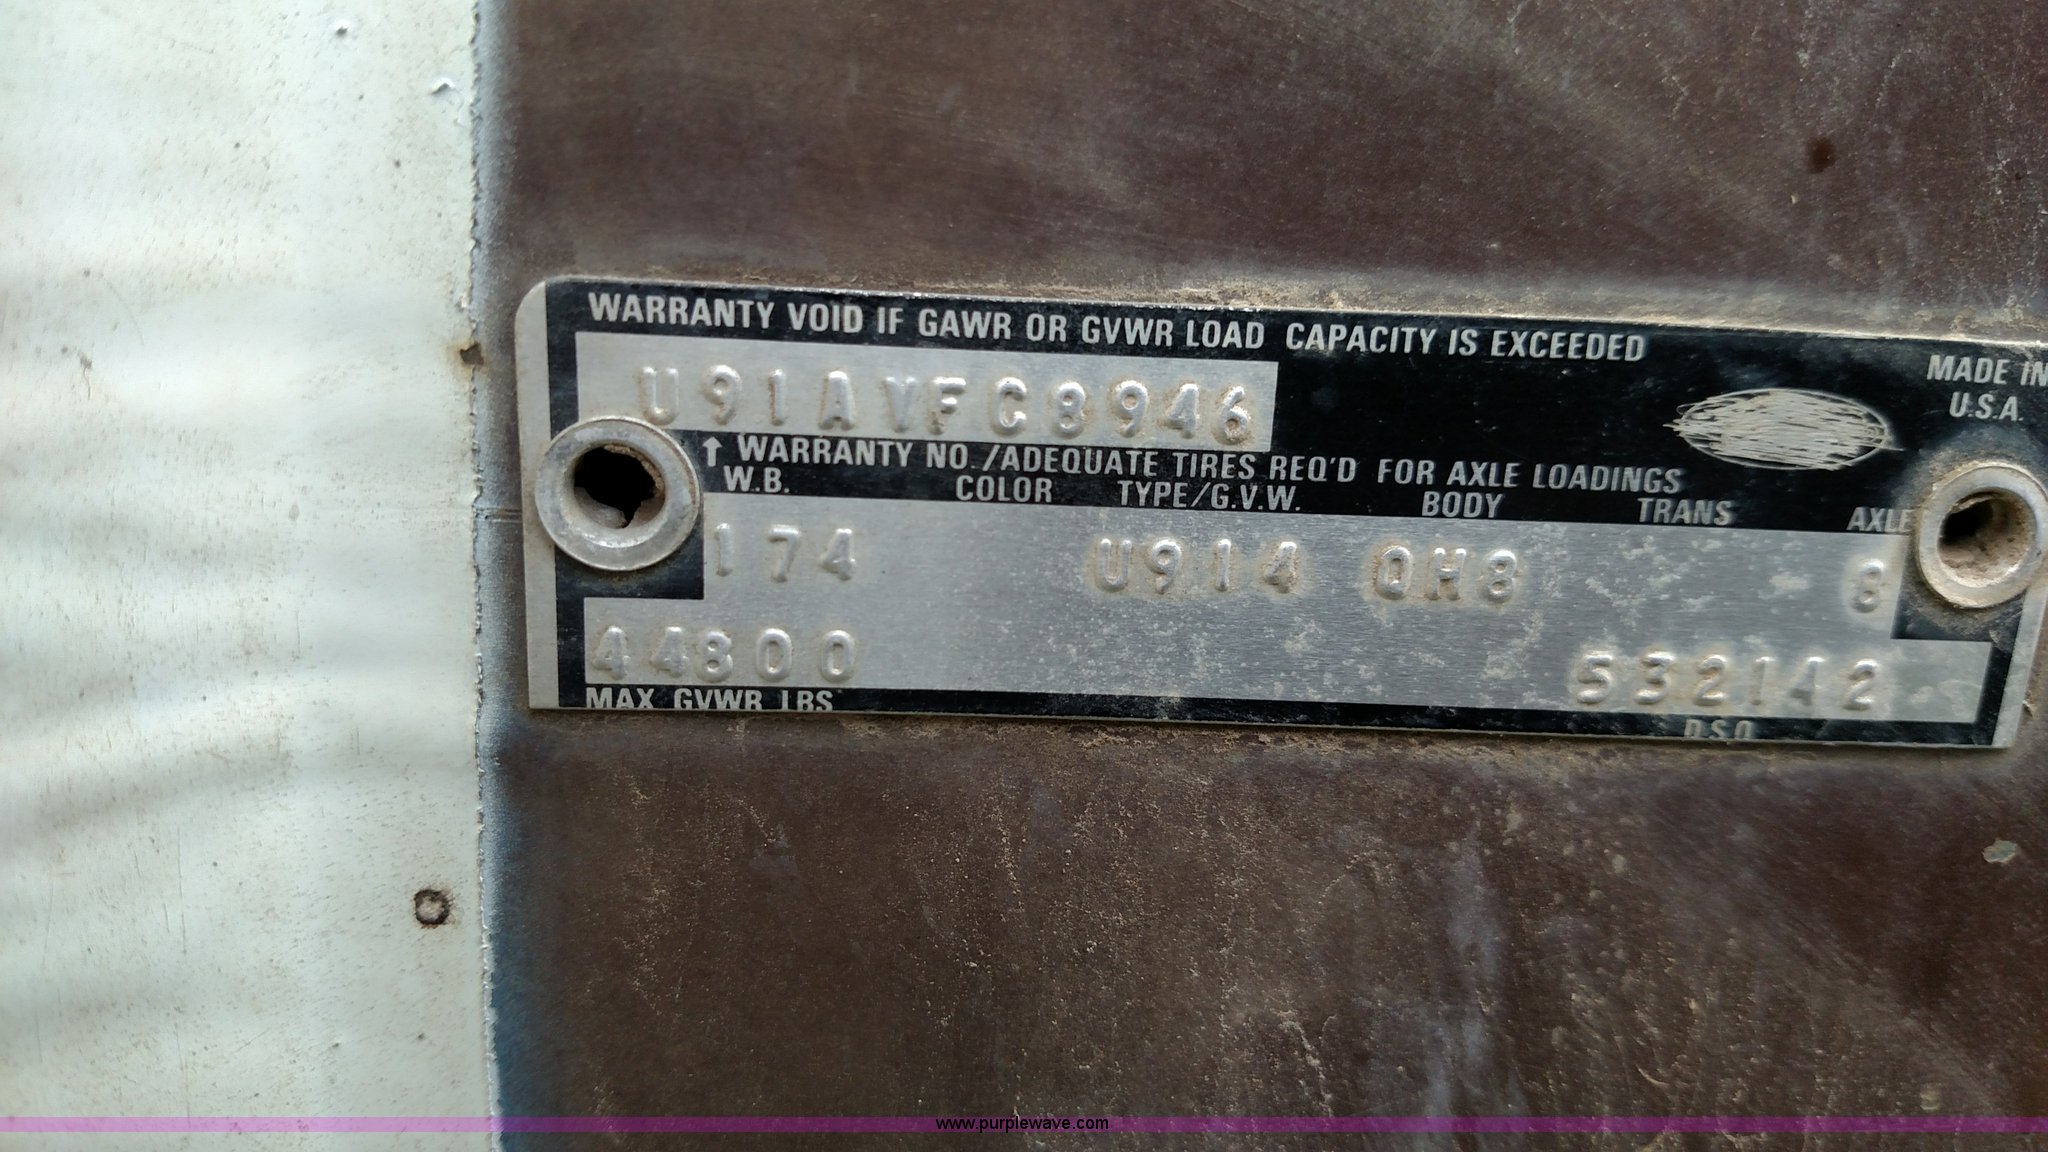 WARRANTY VOID IF GAWR OR GVWR LOAD CAPACITY IS EXCEEDED
MADE IN
U.S.A.
U91AVFC8946
↑ WARRANTY NO./ADEQUATE TIRES REQ'D FOR AXLE LOADINGS
W.B. COLOR TYPE/G.V.W. BODY TRANS AXLE
174 U914 QH8 8
44800 532142
MAX GVWR LBS
D.S.O.
www.purplewave.com